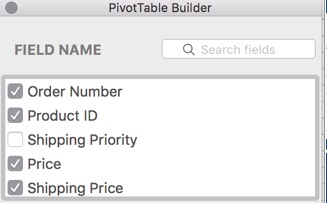 PivotTable Builder
FIELD NAME
Search fields
Order Number
Product ID
Shipping Priority
Price
Shipping Price